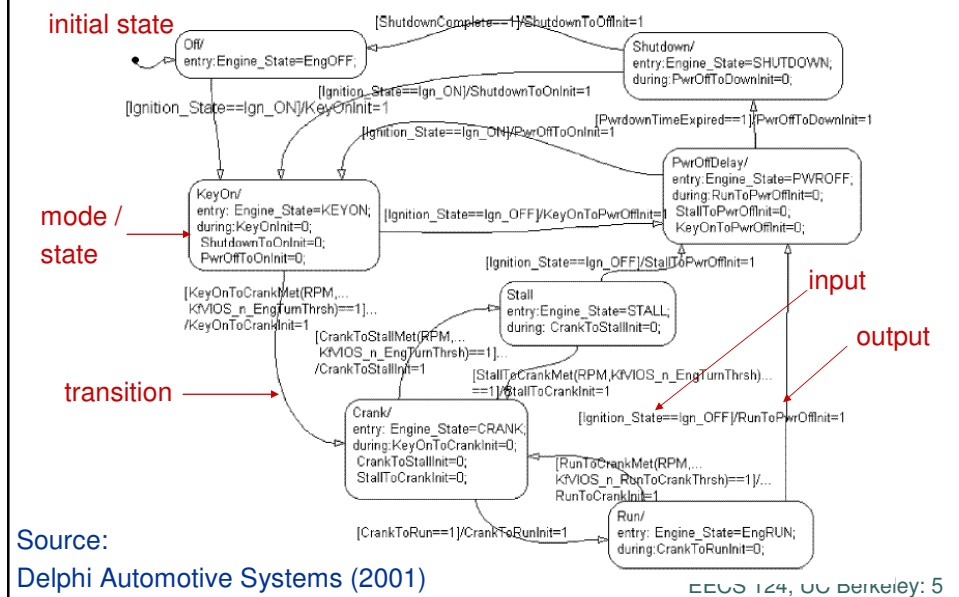 initial state
[ShutdownComplete==1]/ShutdownToOffInit=1
Off/
entry:Engine_State=EngOFF;
Shutdown/
entry:Engine_State=SHUTDOWN;
during:PwrOffToDownInit=0;
[Ignition_State==Ign_ON]/ShutdownToOnInit=1
[Ignition_State==Ign_ON]/KeyOnInit=1
[PwrdownTimeExpired==1]/PwrOffToDownInit=1
[Ignition_State==Ign_ON]/PwrOffToOnInit=1
PwrOffDelay/
entry:Engine_State=PWROFF;
during:RunToPwrOffInit=0;
StallToPwrOffInit=0;
KeyOnToPwrOffInit=0;
KeyOn/
entry: Engine_State=KEYON;
during:KeyOnInit=0;
ShutdownToOnInit=0;
PwrOffToOnInit=0;
mode /
state
[Ignition_State==Ign_OFF]/KeyOnToPwrOffInit=1
[Ignition_State==Ign_OFF]/StallToPwrOffInit=1
input
[KeyOnToCrankMet(RPM,...
KfVIOS_n_EngTurnThrsh)==1]...
/KeyOnToCrankInit=1
Stall
entry:Engine_State=STALL;
during: CrankToStallInit=0;
output
[CrankToStallMet(RPM,...
KfVIOS_n_EngTurnThrsh)==1]...
/CrankToStallInit=1
[StallToCrankMet(RPM,KfVIOS_n_EngTurnThrsh)...
==1]/StallToCrankInit=1
transition
[Ignition_State==Ign_OFF]/RunToPwrOffInit=1
Crank/
entry: Engine_State=CRANK;
during:KeyOnToCrankInit=0;
CrankToStallInit=0;
StallToCrankInit=0;
[RunToCrankMet(RPM,...
KfVIOS_n_RunToCrankThrsh)==1]/...
RunToCrankInit=1
[CrankToRun==1]/CrankToRunInit=1
Run/
entry: Engine_State=EngRUN;
during:CrankToRunInit=0;
Source:
Delphi Automotive Systems (2001)
EECS 124, UC Berkeley: 5